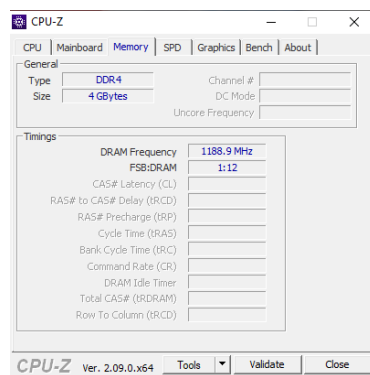 CPU-Z
CPU Mainboard Memory SPD Graphics Bench About
General
Type DDR4 Channel #
Size 4 GBytes DC Mode
Uncore Frequency
Timings
DRAM Frequency 1188.9 MHz
FSB:DRAM 1:12
CAS# Latency (CL)
RAS# to CAS# Delay (tRCD)
RAS# Precharge (tRP)
Cycle Time (tRAS)
Bank Cycle Time (tRC)
Command Rate (CR)
DRAM Idle Timer
Total CAS# (tRDRAM)
Row To Column (tRCD)
CPU-Z Ver. 2.09.0.x64 Tools Validate Close